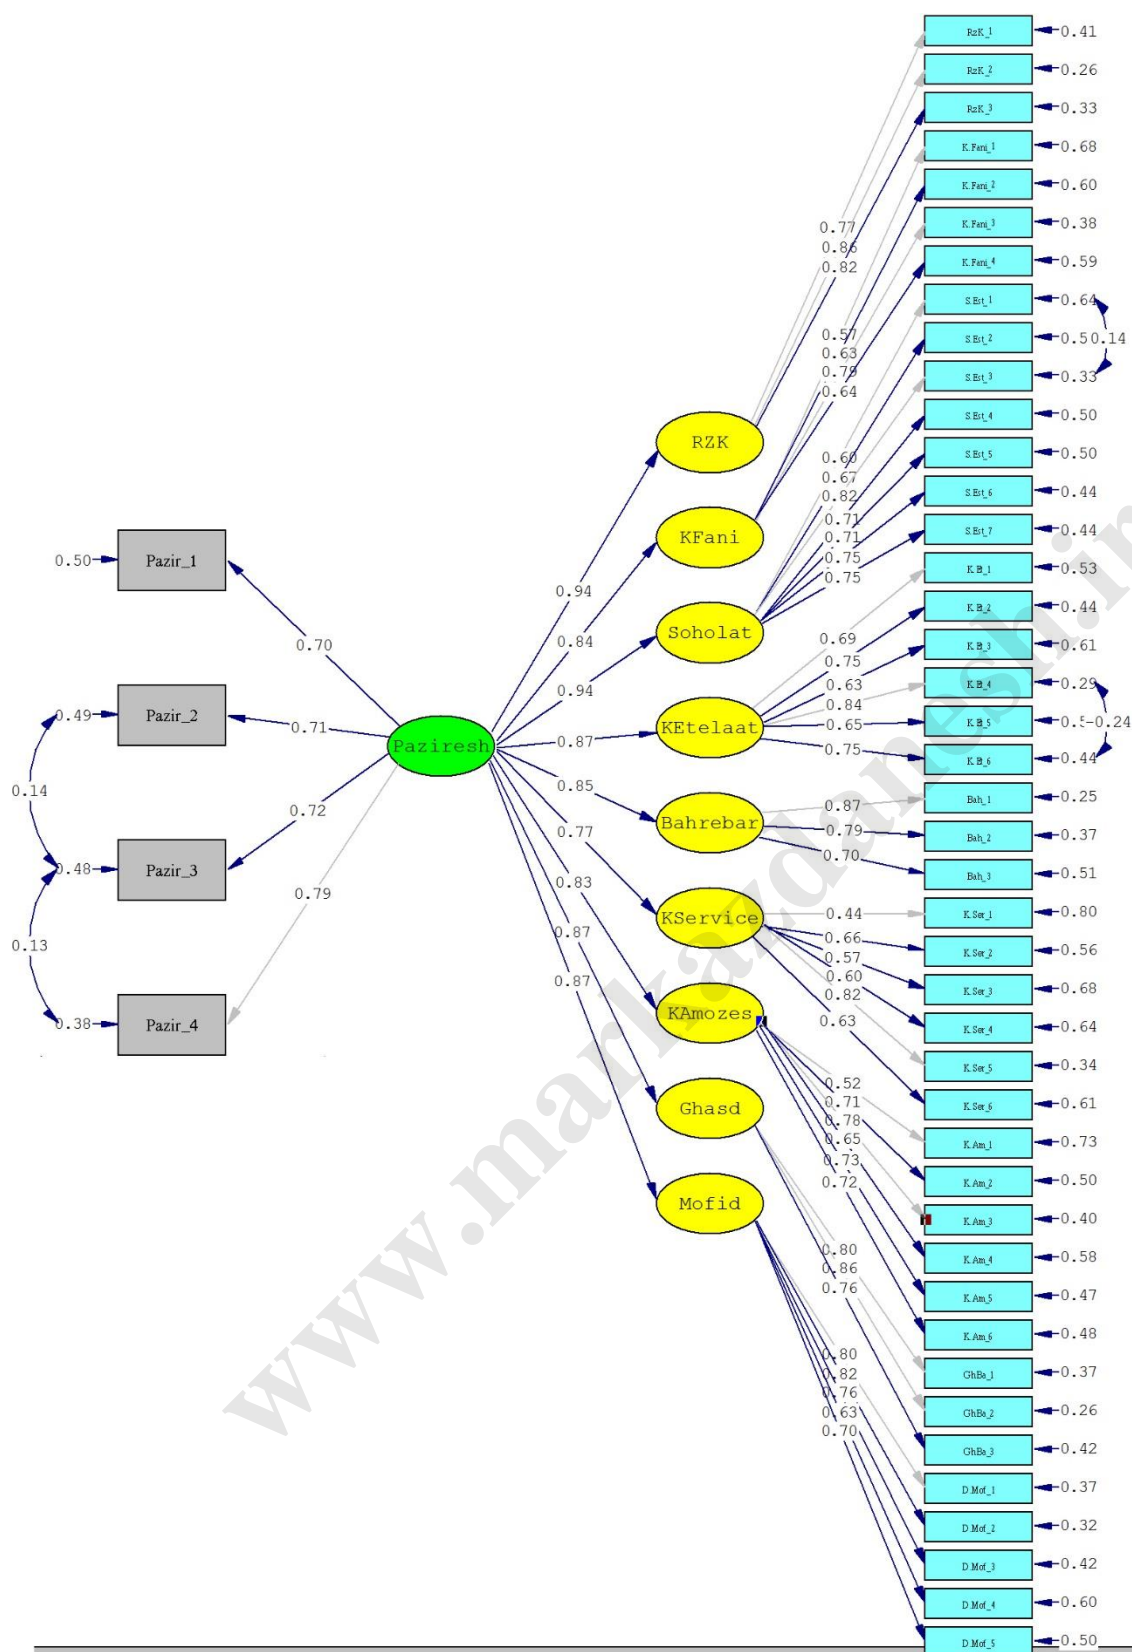 RzK_1 0.41
RzK_2 0.26
RzK_3 0.33
K.Fani_1 0.68
K.Fani_2 0.60
K.Fani_3 0.38
K.Fani_4 0.59
S.Est_1 0.64
S.Est_2 0.50 0.14
S.Est_3 0.33
S.Est_4 0.50
S.Est_5 0.50
S.Est_6 0.44
S.Est_7 0.44
K.Et_1 0.53
K.Et_2 0.44
K.Et_3 0.61
K.Et_4 0.29
K.Et_5 -0.24
K.Et_6 0.44
Bah_1 0.25
Bah_2 0.37
Bah_3 0.51
K.Ser_1 0.80
K.Ser_2 0.56
K.Ser_3 0.68
K.Ser_4 0.64
K.Ser_5 0.34
K.Ser_6 0.61
K.Am_1 0.73
K.Am_2 0.50
K.Am_3 0.40
K.Am_4 0.58
K.Am_5 0.47
K.Am_6 0.48
GhBa_1 0.37
GhBa_2 0.26
GhBa_3 0.42
D.Mof_1 0.37
D.Mof_2 0.32
D.Mof_3 0.42
D.Mof_4 0.60
D.Mof_5 0.50
0.77
0.86
0.82
0.57
0.63
0.79
0.64
0.60
0.67
0.82
0.71
0.71
0.75
0.75
0.69
0.75
0.63
0.84
0.65
0.75
0.87
0.79
0.70
0.44
0.66
0.57
0.60
0.82
0.63
0.52
0.71
0.78
0.65
0.73
0.72
0.80
0.86
0.76
0.80
0.82
0.76
0.63
0.70
RZK
KFani
Soholat
KEtelaat
Bahrebar
KService
KAmozes
Ghasd
Mofid
0.94
0.84
0.94
0.87
0.85
0.77
0.83
0.87
0.87
Paziresh
0.70
0.71
0.72
0.79
0.50 Pazir_1
0.49 Pazir_2
0.14
0.48 Pazir_3
0.13
0.38 Pazir_4
www.markazdanesh.ir